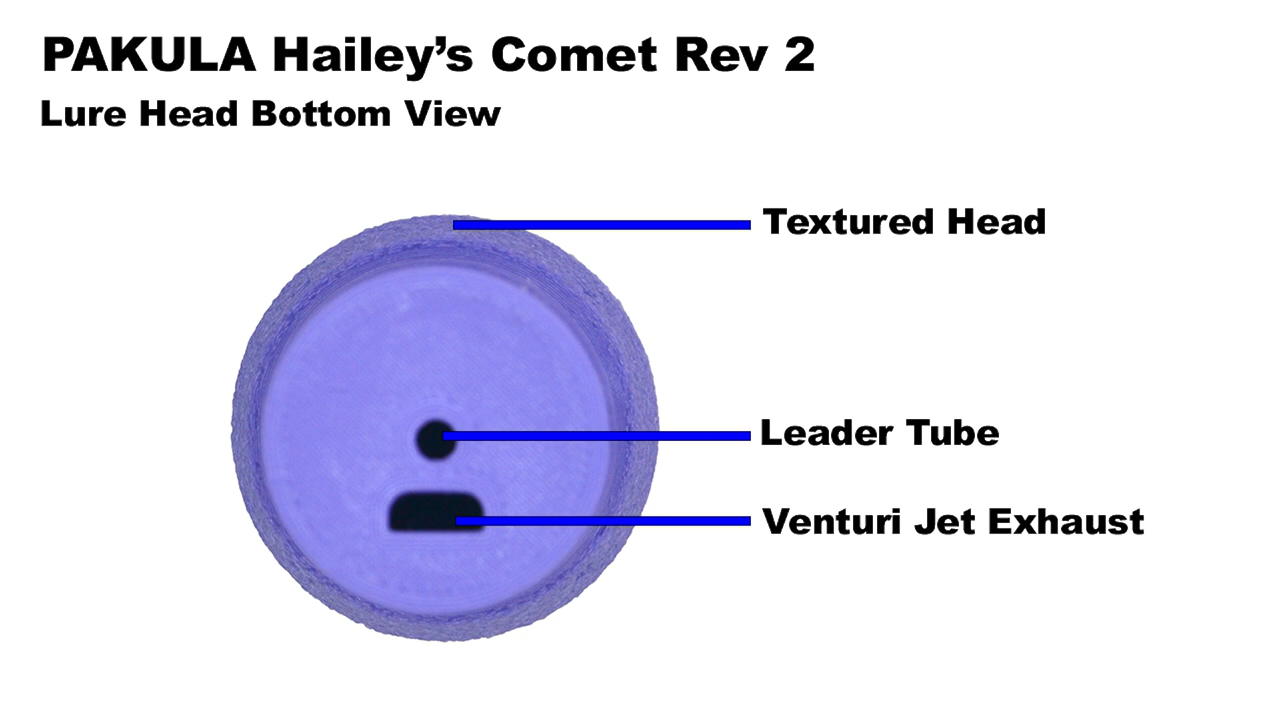 PAKULA Hailey’s Comet Rev 2
Lure Head Bottom View
Textured Head
Leader Tube
Venturi Jet Exhaust